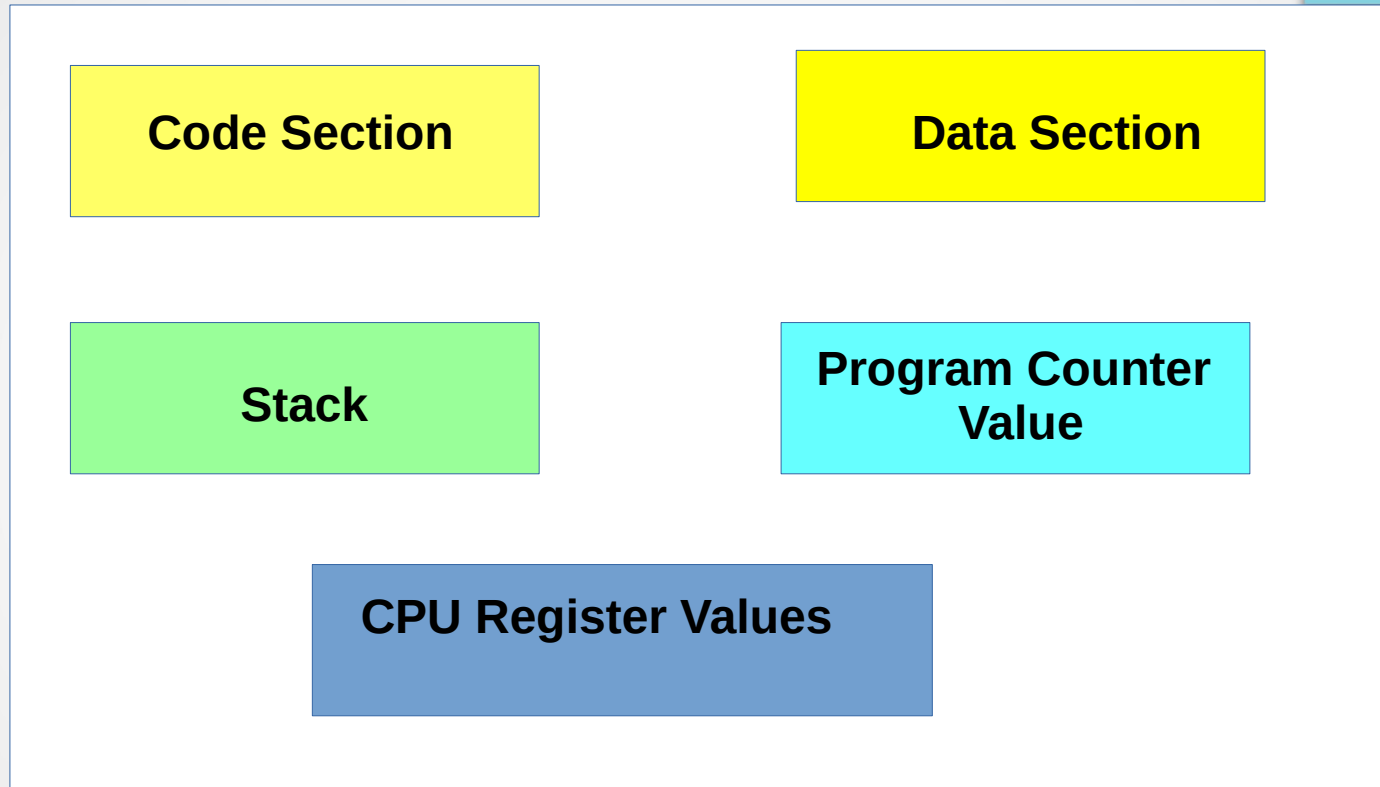 Code Section
Data Section
Stack
Program Counter
Value
CPU Register Values